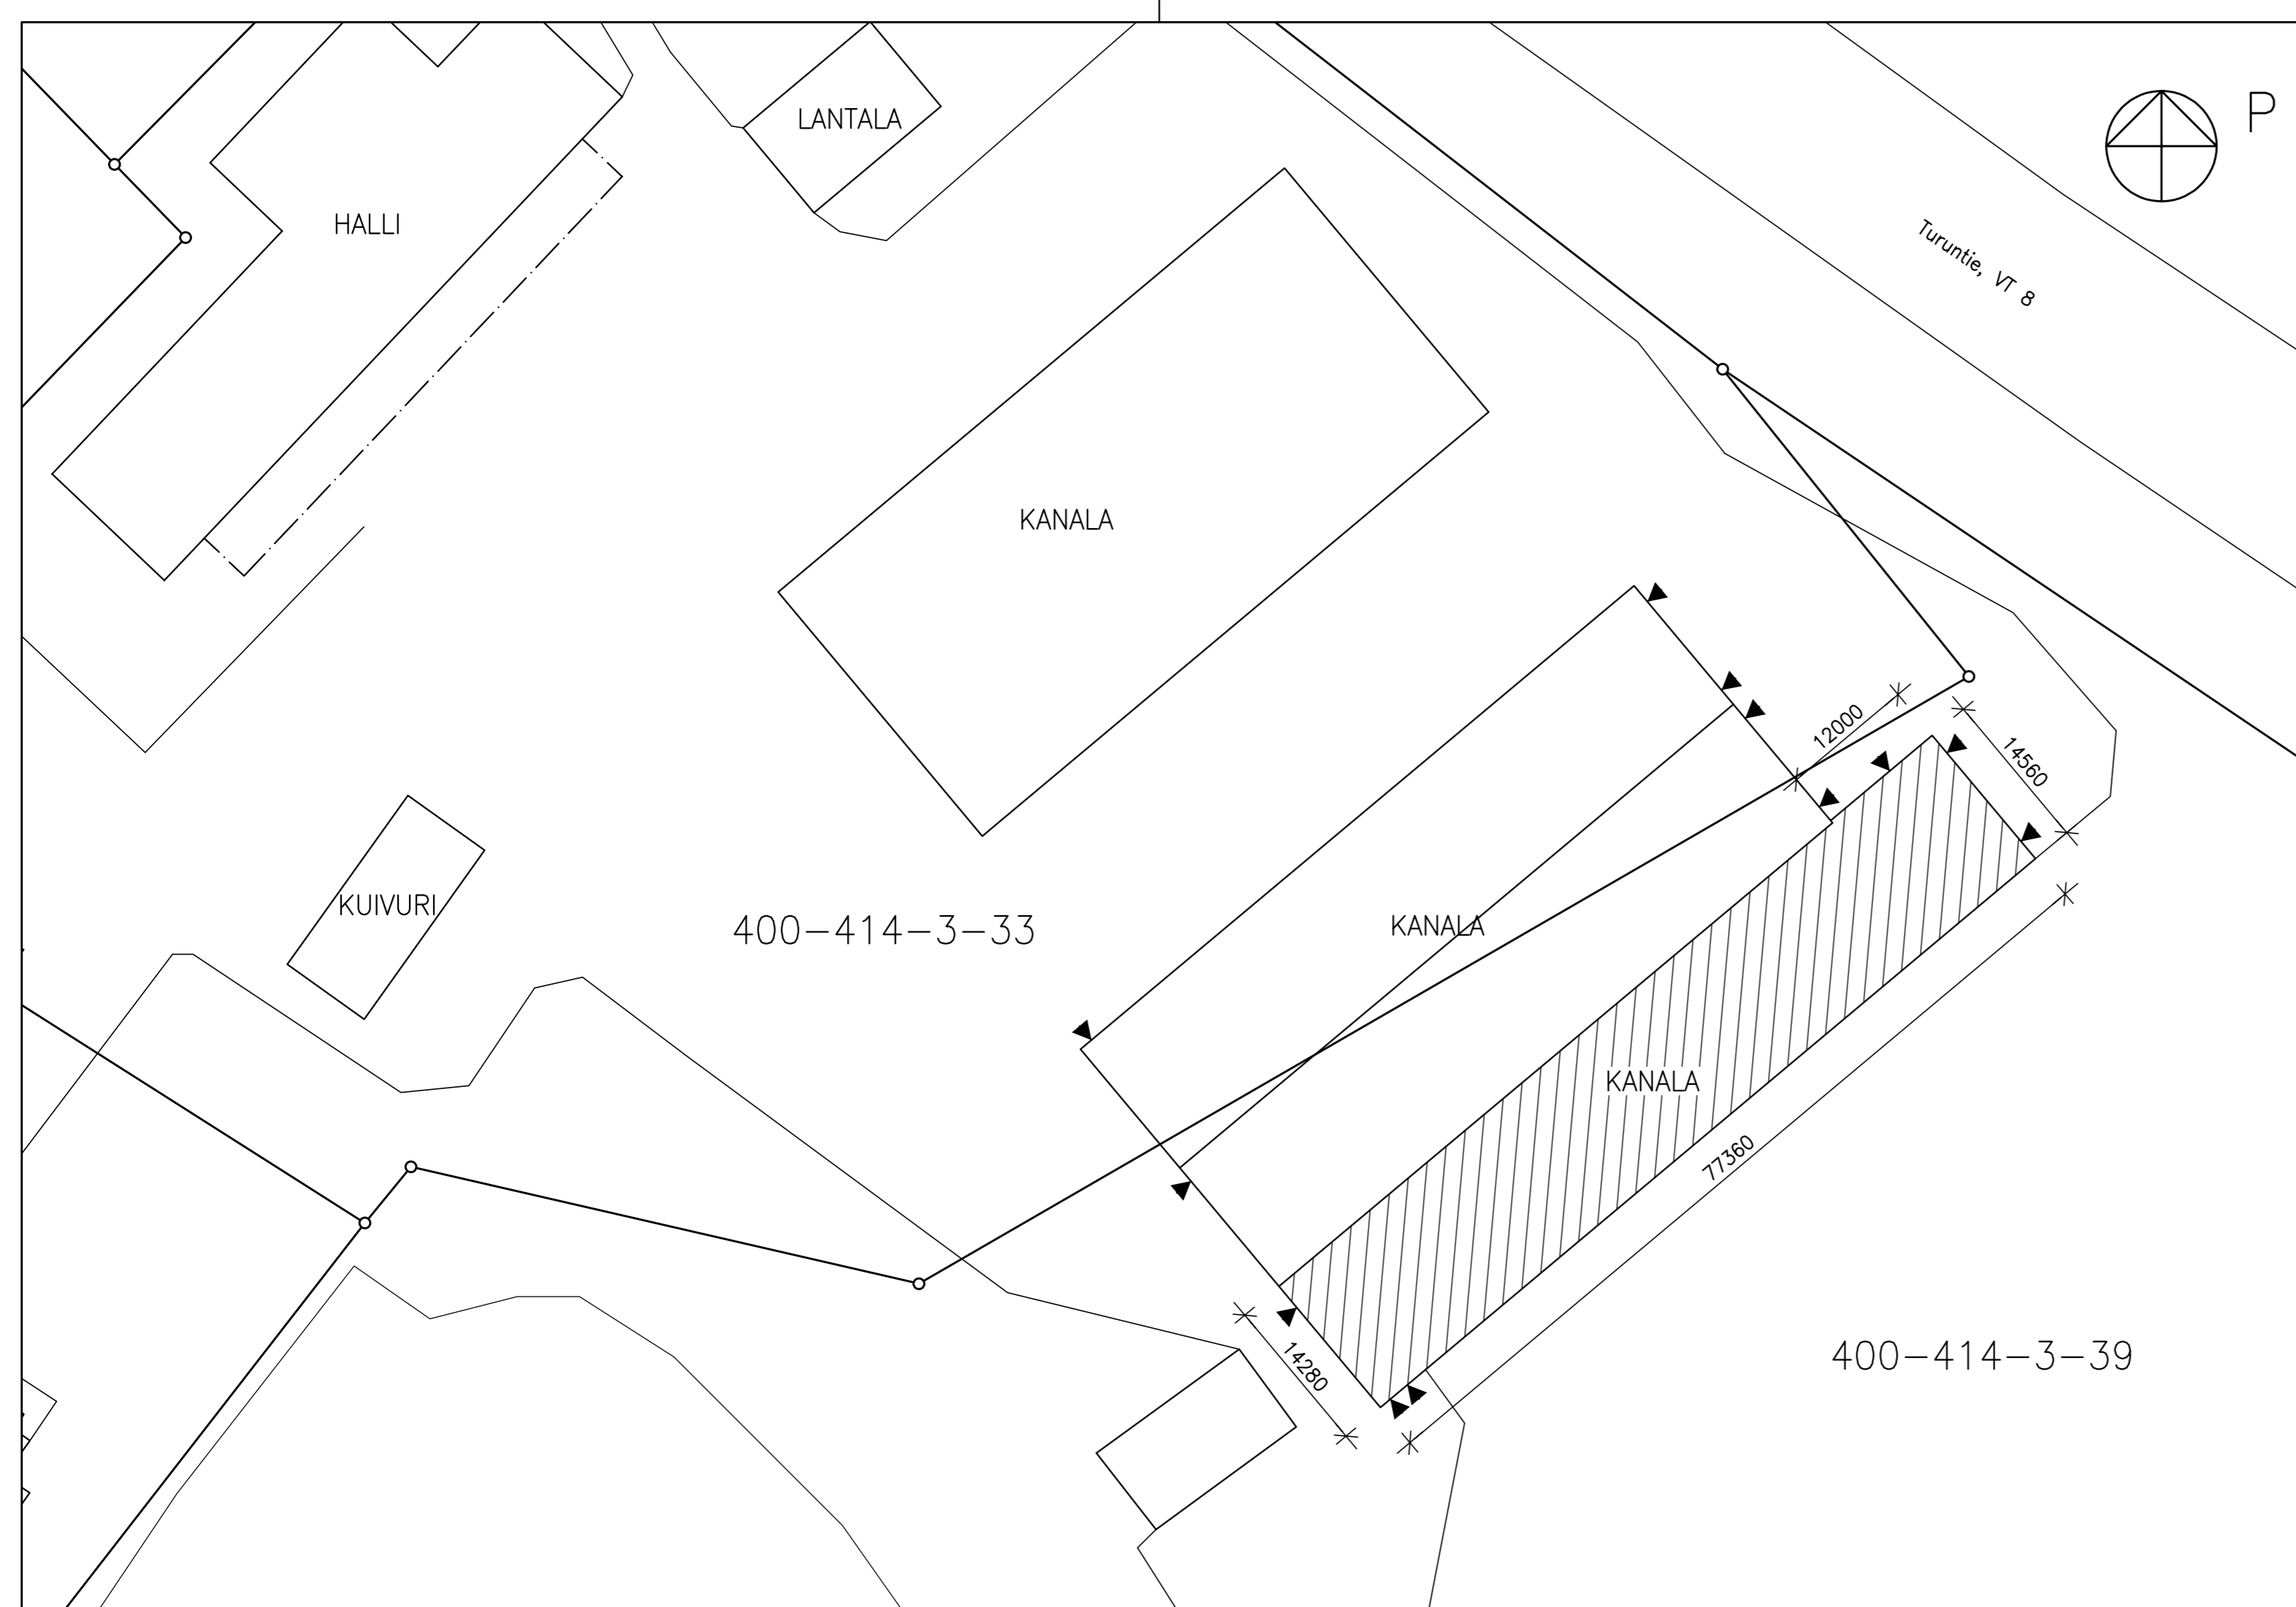 P
LANTALA
HALLI
Turuntie, VT 8
KANALA
12000
14560
KUIVURI
400-414-3-33
KANALA
KANALA
77360
14280
400-414-3-39